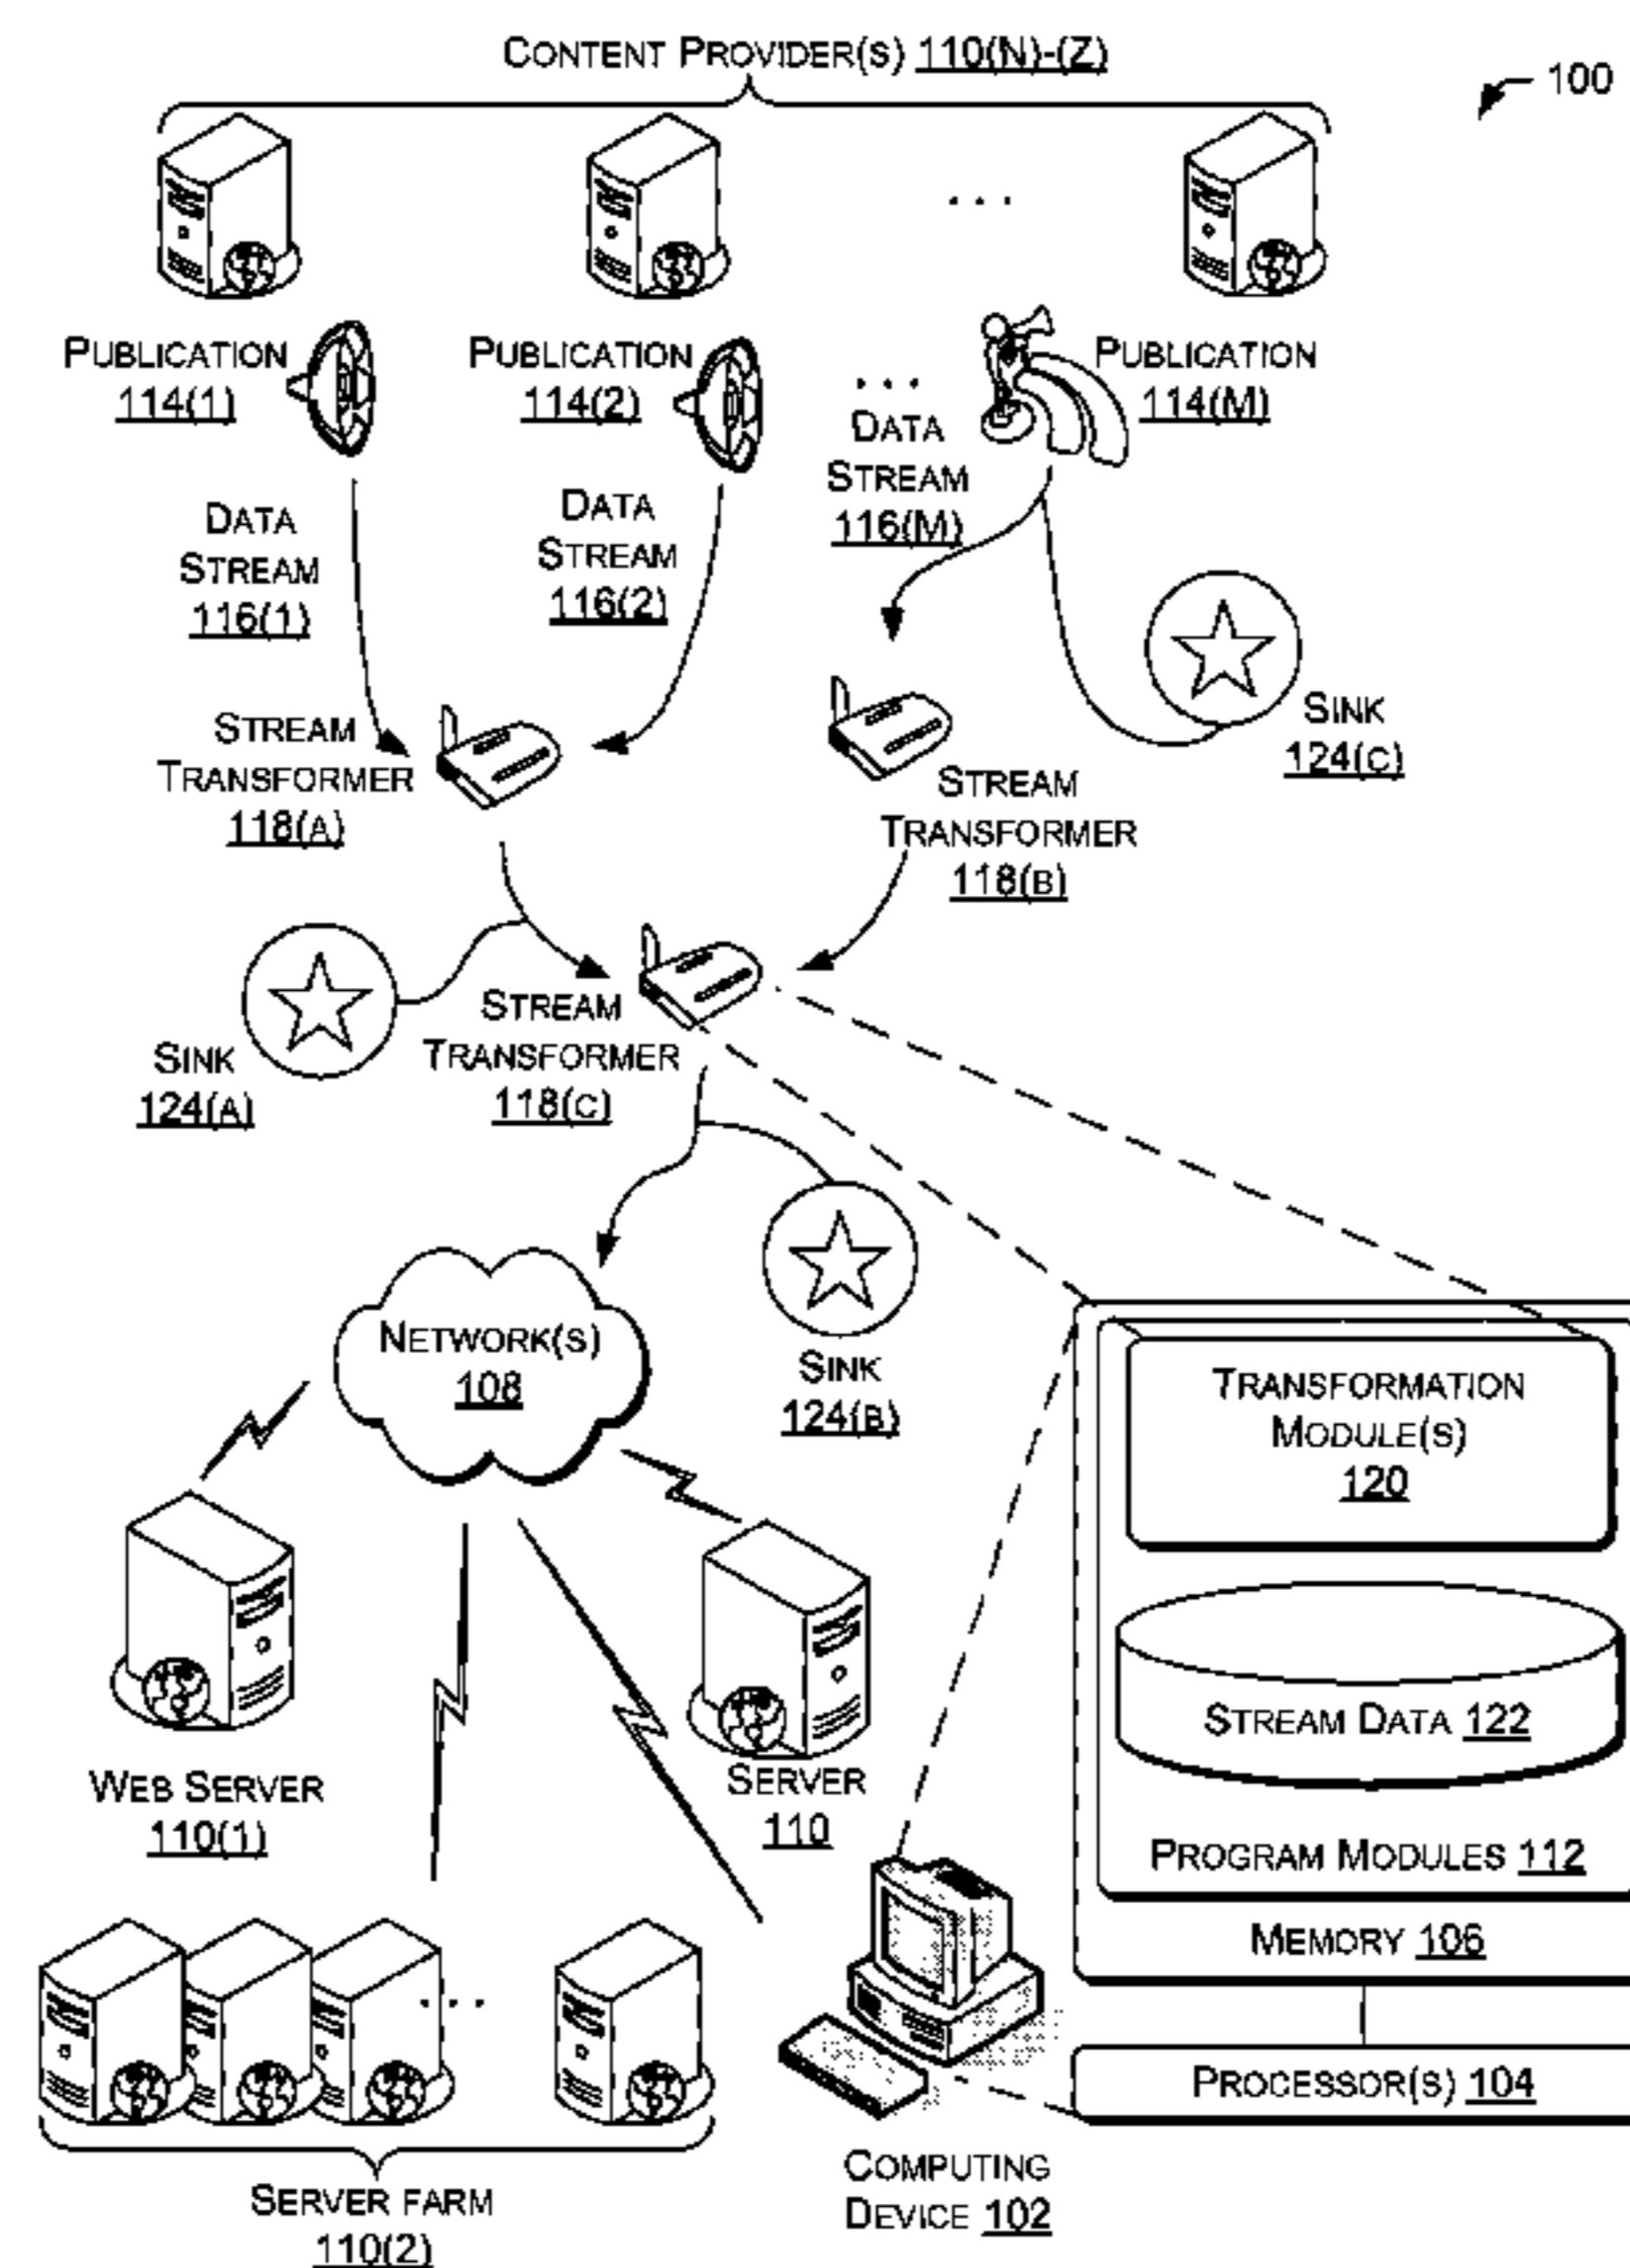 CONTENT PROVIDER(S) 110(N)-(Z)
100
...
PUBLICATION
114(1)
PUBLICATION
114(2)
...
PUBLICATION
114(M)
DATA
STREAM
116(1)
DATA
STREAM
116(2)
DATA
STREAM
116(M)
STREAM
TRANSFORMER
118(A)
STREAM
TRANSFORMER
118(B)
SINK
124(C)
SINK
124(A)
STREAM
TRANSFORMER
118(C)
NETWORK(S)
108
SINK
124(B)
TRANSFORMATION
MODULE(S)
120
STREAM DATA 122
PROGRAM MODULES 112
MEMORY 106
PROCESSOR(S) 104
WEB SERVER
110(1)
SERVER
110
...
SERVER FARM
110(2)
COMPUTING
DEVICE 102